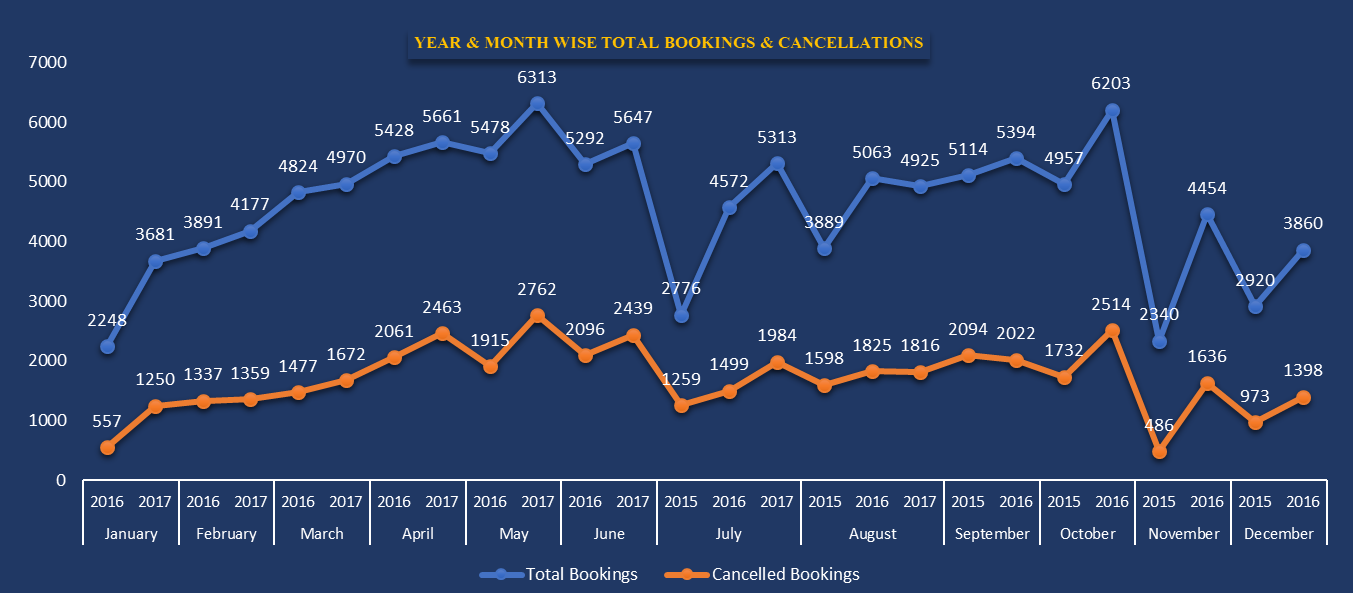 YEAR & MONTH WISE TOTAL BOOKINGS & CANCELLATIONS
7000
6000
5000
4000
3000
2000
1000
0
2248 3681 3891 4177 4824 4970 5428 5661 5478 6313 5292 5647 2776 4572 5313 3889 5063 4925 5114 5394 4957 6203 2340 4454 2920 3860
557 1250 1337 1359 1477 1672 2061 2463 1915 2762 2096 2439 1259 1499 1984 1598 1825 1816 2094 2022 1732 2514 486 1636 973 1398
2016 2017 2016 2017 2016 2017 2016 2017 2016 2017 2016 2017 2015 2016 2017 2015 2016 2017 2015 2016 2015 2016 2015 2016 2015 2016
January February March April May June July August September October November December
Total Bookings Cancelled Bookings